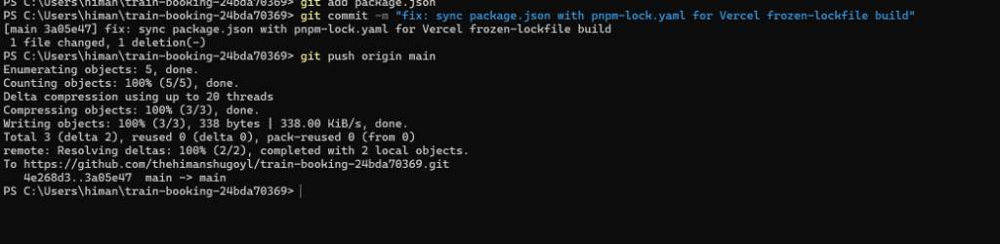 PS C:\Users\himan\train-booking-24bda70369> git add package.json
PS C:\Users\himan\train-booking-24bda70369> git commit -m "fix: sync package.json with pnpm-lock.yaml for Vercel frozen-lockfile build"
[main 3a05e47] fix: sync package.json with pnpm-lock.yaml for Vercel frozen-lockfile build
 1 file changed, 1 deletion(-)
PS C:\Users\himan\train-booking-24bda70369> git push origin main
Enumerating objects: 5, done.
Counting objects: 100% (5/5), done.
Delta compression using up to 20 threads
Compressing objects: 100% (3/3), done.
Writing objects: 100% (3/3), 338 bytes | 338.00 KiB/s, done.
Total 3 (delta 2), reused 0 (delta 0), pack-reused 0 (from 0)
remote: Resolving deltas: 100% (2/2), completed with 2 local objects.
To https://github.com/thehimanshugoyl/train-booking-24bda70369.git
   4e268d3..3a05e47  main -> main
PS C:\Users\himan\train-booking-24bda70369>